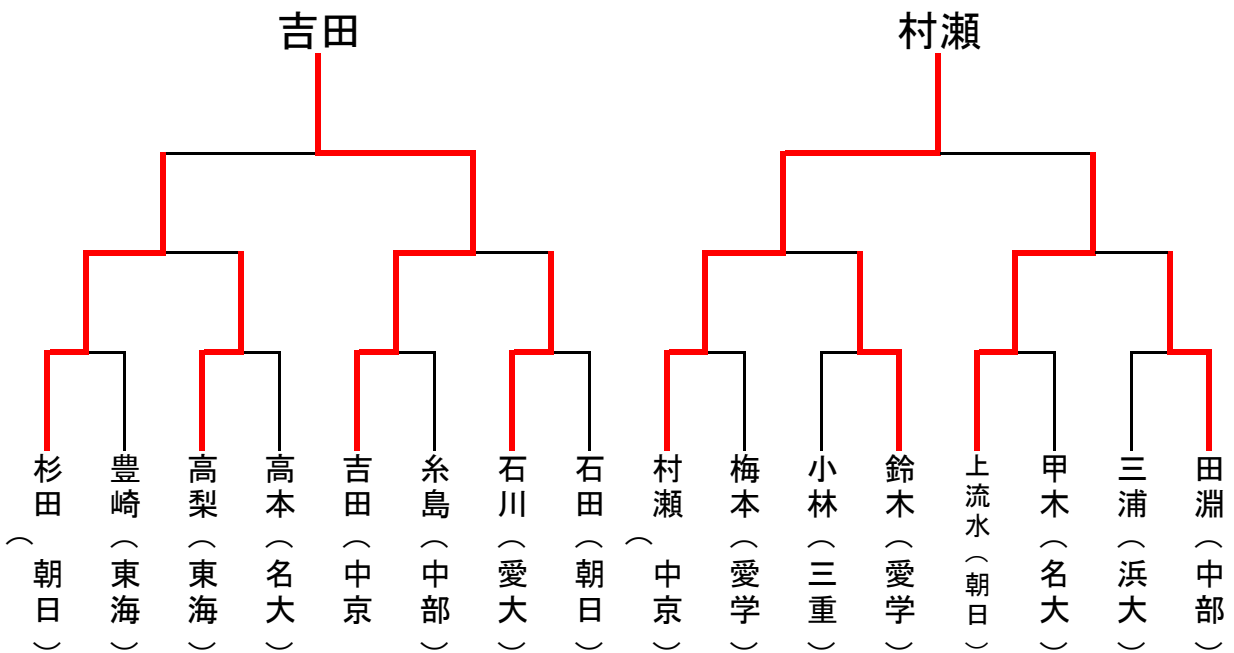 吉田
村瀬
杉田（朝日）
豊崎（東海）
高梨（東海）
高本（名大）
吉田（中京）
糸島（中部）
石川（愛大）
石田（朝日）
村瀬（中京）
梅本（愛学）
小林（三重）
鈴木（愛学）
上流水（朝日）
甲木（名大）
三浦（浜大）
田淵（中部）